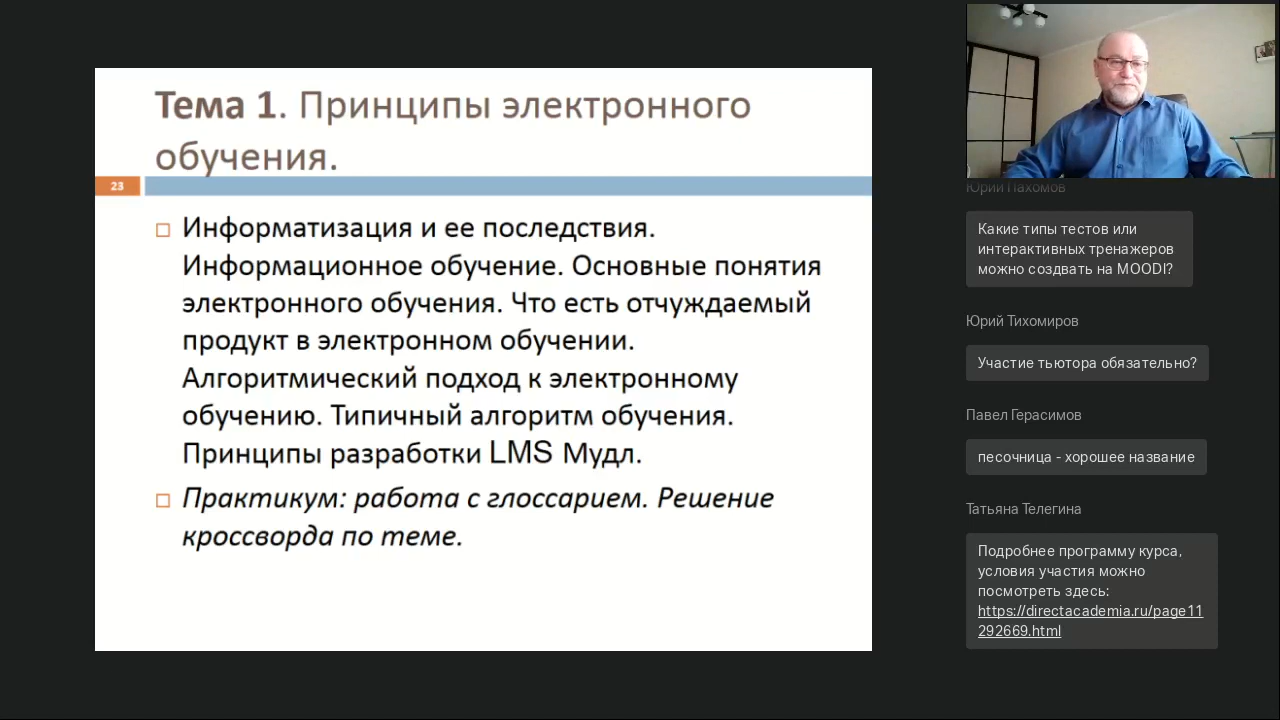 Тема 1. Принципы электронного
обучения.
23
Информатизация и ее последствия.
Информационное обучение. Основные понятия
электронного обучения. Что есть отчуждаемый
продукт в электронном обучении.
Алгоритмический подход к электронному
обучению. Типичный алгоритм обучения.
Принципы разработки LMS Мудл.
Практикум: работа с глоссарием. Решение
кроссворда по теме.
Юрий Пахомов
Какие типы тестов или
интерактивных тренажеров
можно создвать на MOODl?
Юрий Тихомиров
Участие тьютора обязательно?
Павел Герасимов
песочница - хорошее название
Татьяна Телегина
Подробнее программу курса,
условия участия можно
посмотреть здесь:
https://directacademia.ru/page11
292669.html